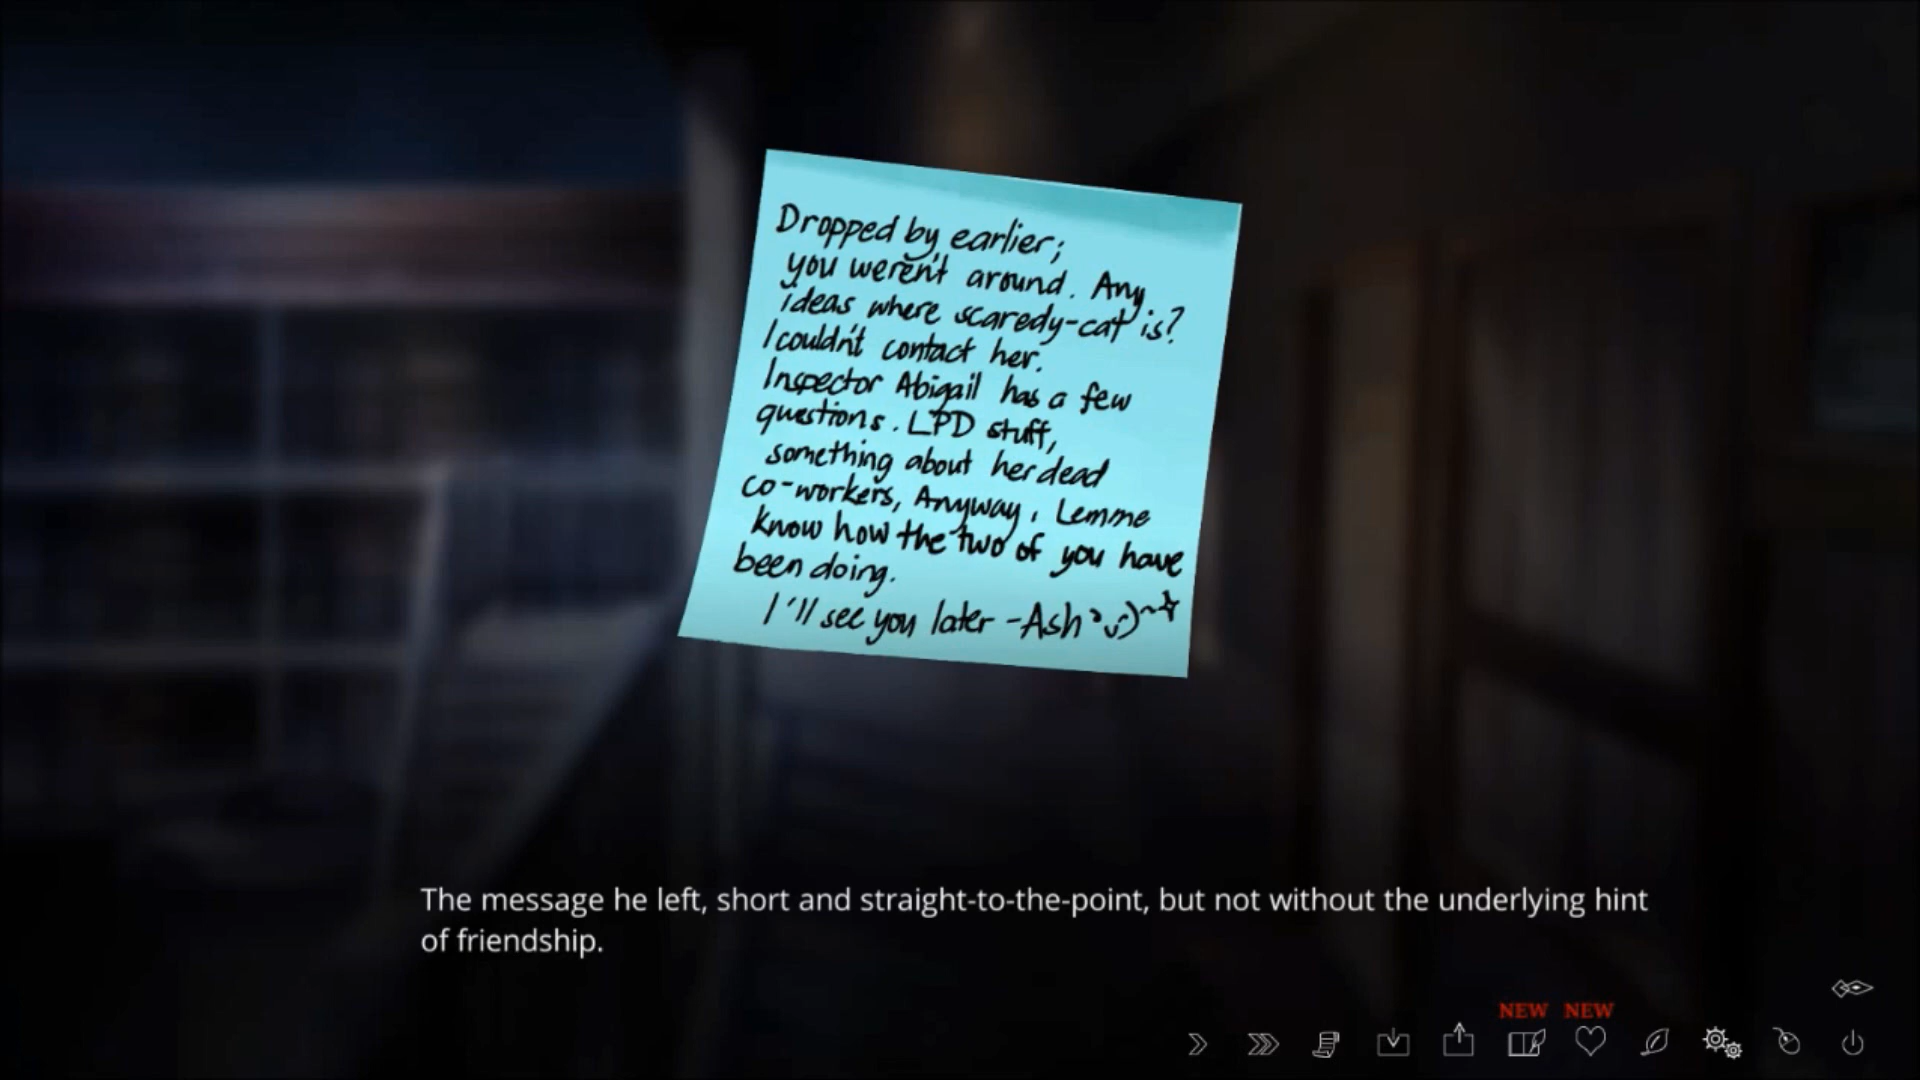 Dropped by earlier;
you weren't around. Any
ideas where scaredy-cat is?
I couldn't contact her.
Inspector Abigail has a few
questions. LPD stuff,
something about her dead
co-workers, Anyway, Lemme
know how the two of you have
been doing.
I'll see you later -Ash
The message he left, short and straight-to-the-point, but not without the underlying hint
of friendship.
NEW NEW